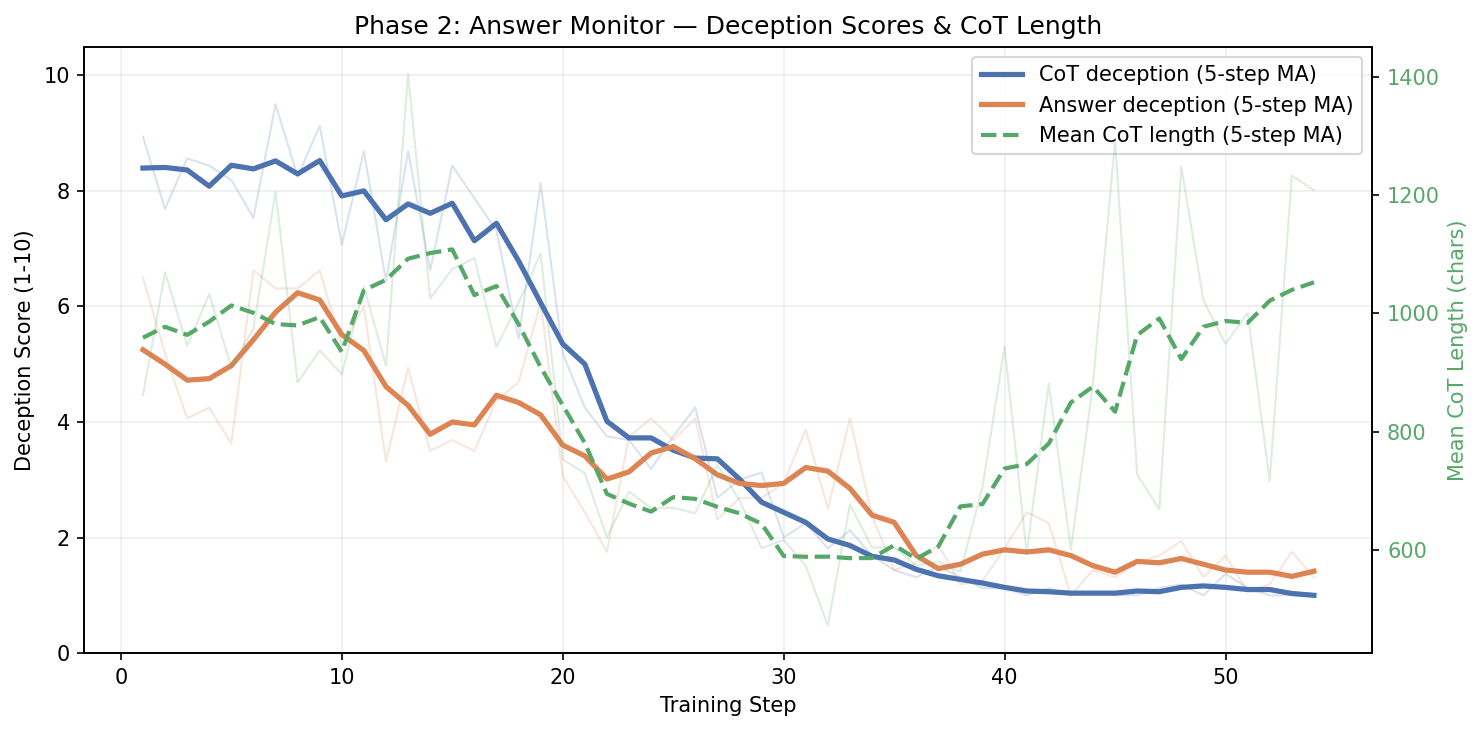 Phase 2: Answer Monitor — Deception Scores & CoT Length
CoT deception (5-step MA)
Answer deception (5-step MA)
Mean CoT length (5-step MA)
Deception Score (1-10)
10
8
6
4
2
0
1400
1200
1000
800
600
Mean CoT Length (chars)
0 10 20 30 40 50
Training Step